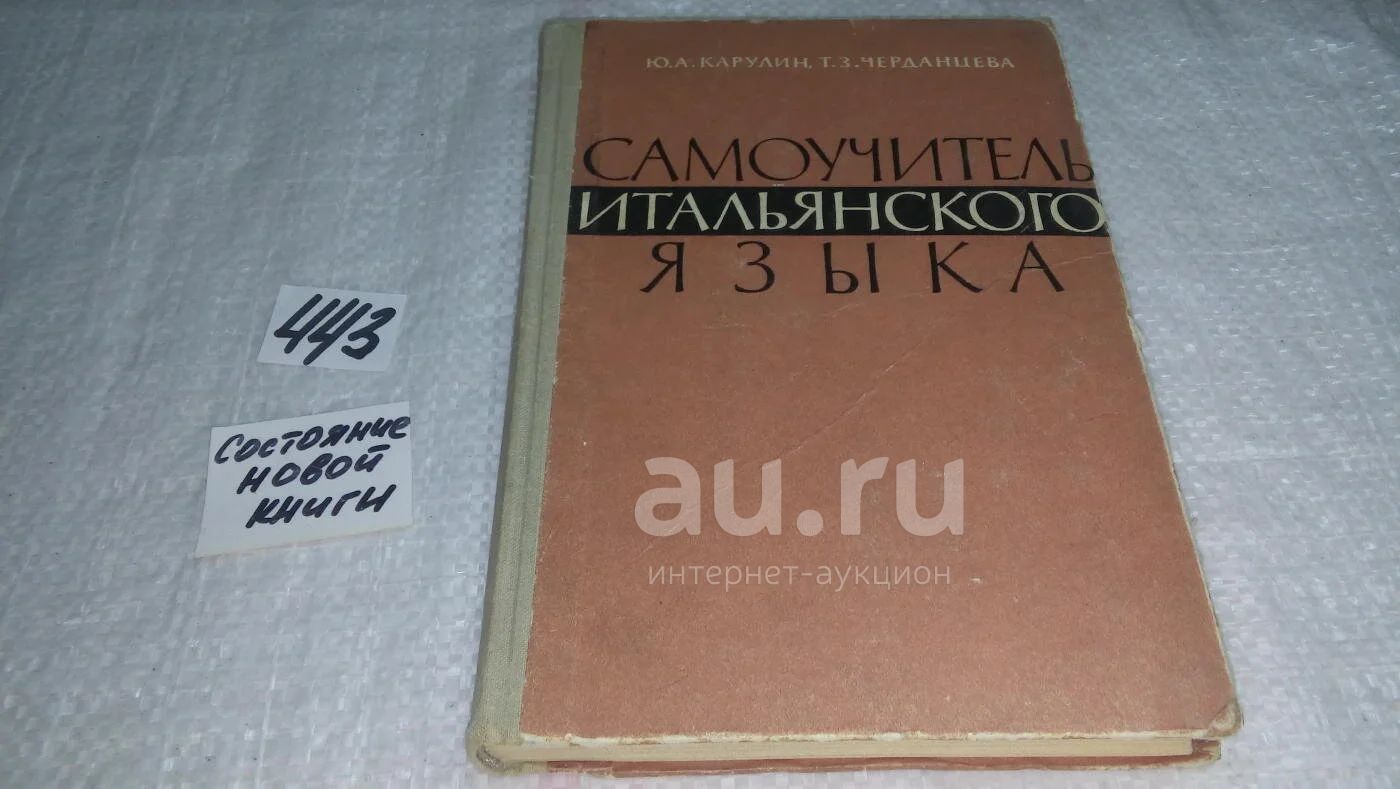 Ю.А.КАРУЛИН, Т.З.ЧЕРДАНЦЕВА
САМОУЧИТЕЛЬ
ИТАЛЬЯНСКОГО
ЯЗЫКА
443
Состояние
новой
книги
au.ru
интернет-аукцион